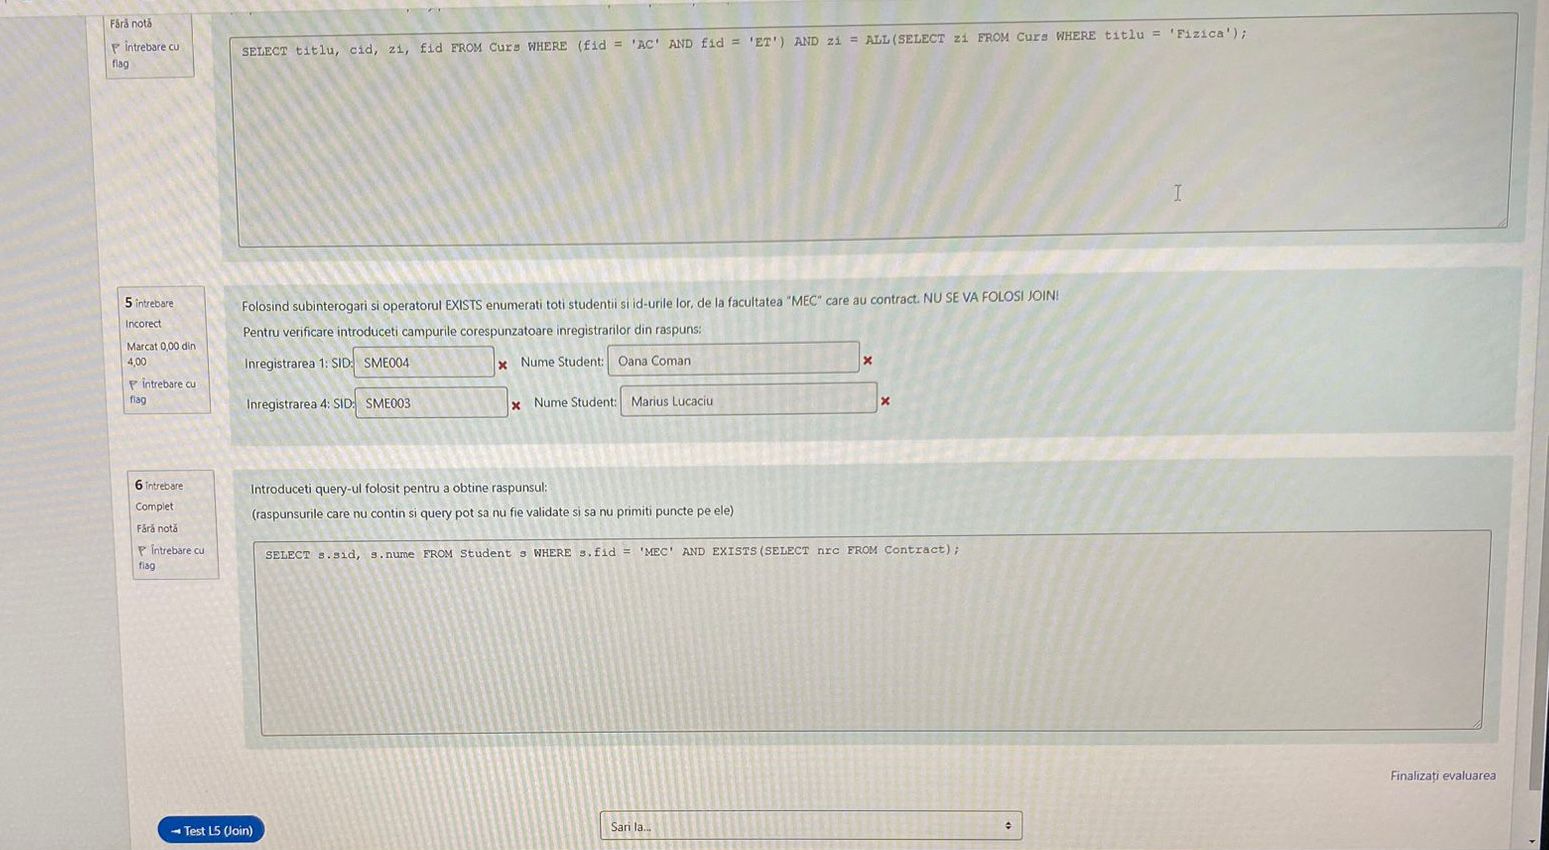 Fără notă
Întrebare cu
flag
SELECT titlu, cid, zi, fid FROM Curs WHERE (fid = 'AC' AND fid = 'ET') AND zi = ALL(SELECT zi FROM Curs WHERE titlu = 'Fizica');
5 Întrebare
Incorect
Marcat 0,00 din
4,00
Întrebare cu
flag
Folosind subinterogari si operatorul EXISTS enumerati toti studentii si id-urile lor, de la facultatea "MEC" care au contract. NU SE VA FOLOSI JOIN!
Pentru verificare introduceti campurile corespunzatoare inregistrarilor din raspuns:
Inregistrarea 1: SID: SME004 Nume Student: Oana Coman
Inregistrarea 4: SID: SME003 Nume Student: Marius Lucaciu
6 Întrebare
Complet
Fără notă
Întrebare cu
flag
Introduceti query-ul folosit pentru a obtine raspunsul:
(raspunsurile care nu contin si query pot sa nu fie validate si sa nu primiti puncte pe ele)
SELECT s.sid, s.nume FROM Student s WHERE s.fid = 'MEC' AND EXISTS(SELECT nrc FROM Contract);
Finalizați evaluarea
Test L5 (Join)
Sari la...